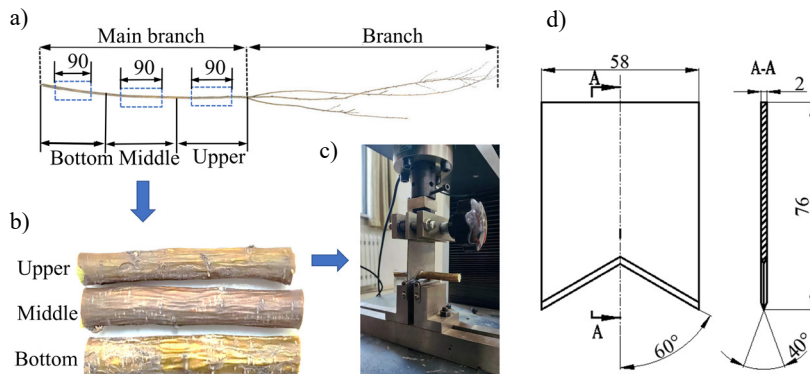 a)
Main branch
Branch
90
90
90
Bottom Middle
Upper
b)
Upper
Middle
Bottom
c)
d)
58
A
A-A
2
76
A
60°
40°